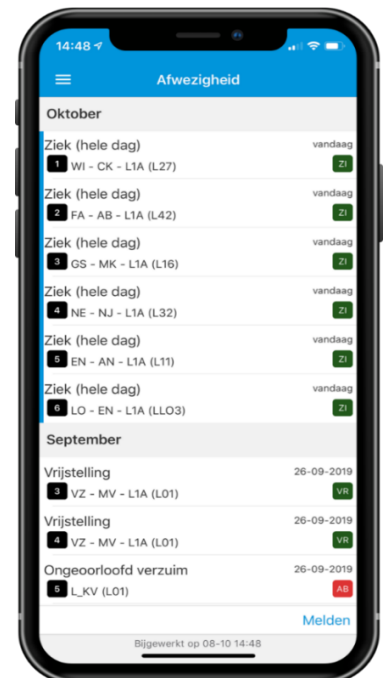 14:48
Afwezigheid
Oktober
Ziek (hele dag) vandaag
1 WI - CK - L1A (L27) ZI
Ziek (hele dag) vandaag
2 FA - AB - L1A (L42) ZI
Ziek (hele dag) vandaag
3 GS - MK - L1A (L16) ZI
Ziek (hele dag) vandaag
4 NE - NJ - L1A (L32) ZI
Ziek (hele dag) vandaag
5 EN - AN - L1A (L11) ZI
Ziek (hele dag) vandaag
6 LO - EN - L1A (LLO3) ZI
September
Vrijstelling 26-09-2019
3 VZ - MV - L1A (L01) VR
Vrijstelling 26-09-2019
4 VZ - MV - L1A (L01) VR
Ongeoorloofd verzuim 26-09-2019
5 L_KV (L01) AB
Melden
Bijgewerkt op 08-10 14:48